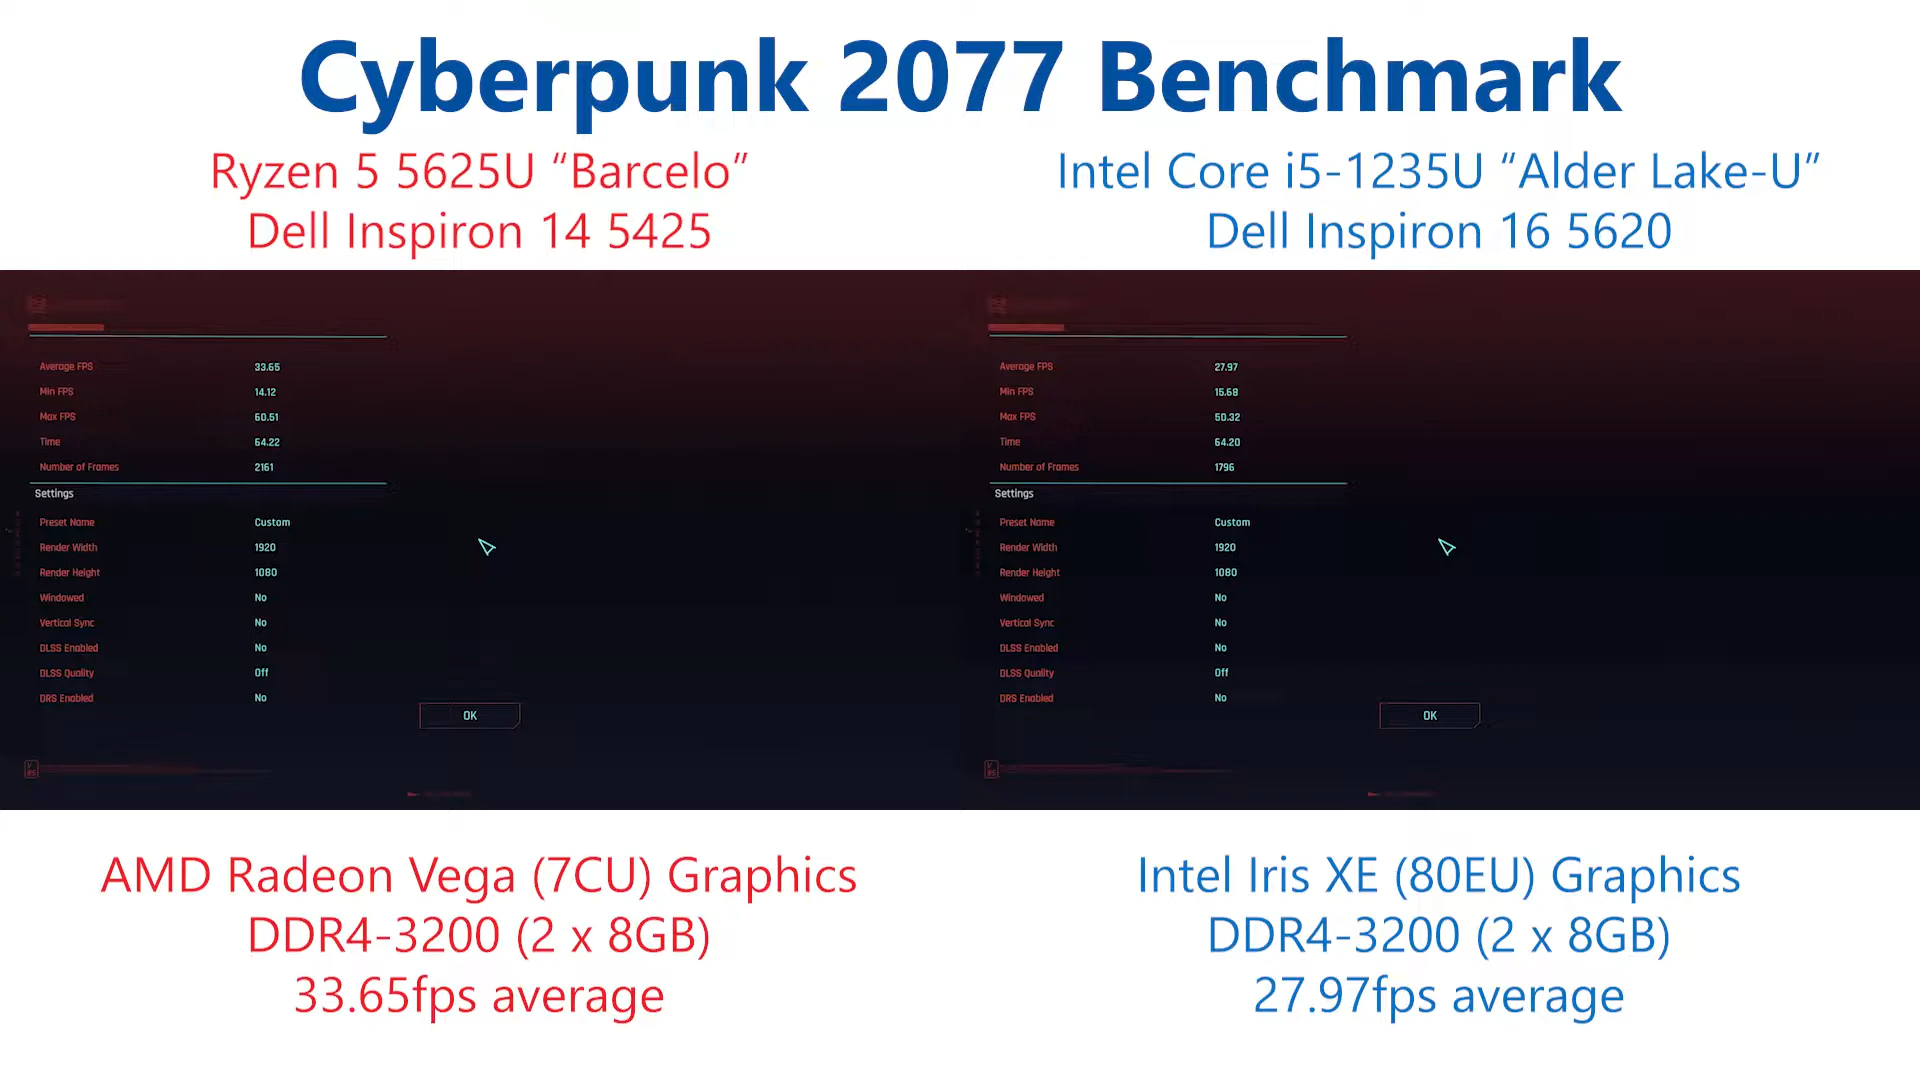 Cyberpunk 2077 Benchmark
Ryzen 5 5625U “Barcelo”
Dell Inspiron 14 5425
Intel Core i5-1235U “Alder Lake-U”
Dell Inspiron 16 5620
Average FPS 33.65
Min FPS 14.12
Max FPS 60.51
Time 64.22
Number of Frames 2161
Settings
Preset Name Custom
Render Width 1920
Render Height 1080
Windowed No
Vertical Sync No
DLSS Enabled No
DLSS Quality Off
DRS Enabled No
OK
Average FPS 27.97
Min FPS 15.68
Max FPS 50.32
Time 64.20
Number of Frames 1796
Settings
Preset Name Custom
Render Width 1920
Render Height 1080
Windowed No
Vertical Sync No
DLSS Enabled No
DLSS Quality Off
DRS Enabled No
OK
AMD Radeon Vega (7CU) Graphics
DDR4-3200 (2 x 8GB)
33.65fps average
Intel Iris XE (80EU) Graphics
DDR4-3200 (2 x 8GB)
27.97fps average